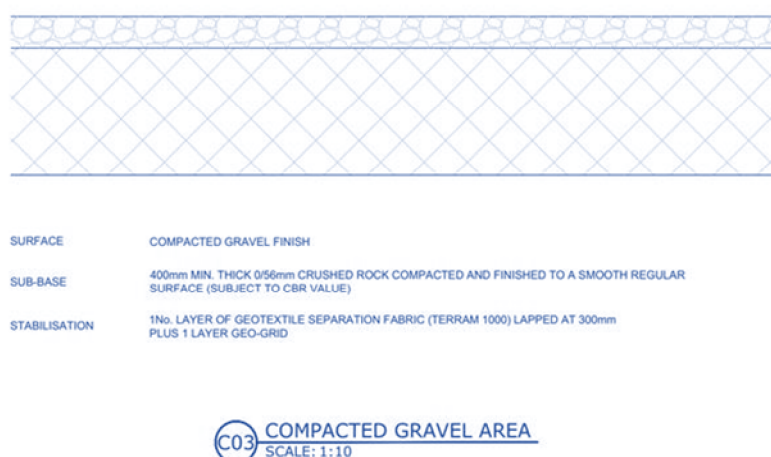 SURFACE COMPACTED GRAVEL FINISH
SUB-BASE 400mm MIN. THICK 0/56mm CRUSHED ROCK COMPACTED AND FINISHED TO A SMOOTH REGULAR
SURFACE (SUBJECT TO CBR VALUE)
STABILISATION 1No. LAYER OF GEOTEXTILE SEPARATION FABRIC (TERRAM 1000) LAPPED AT 300mm
PLUS 1 LAYER GEO-GRID
C03 COMPACTED GRAVEL AREA
SCALE: 1:10